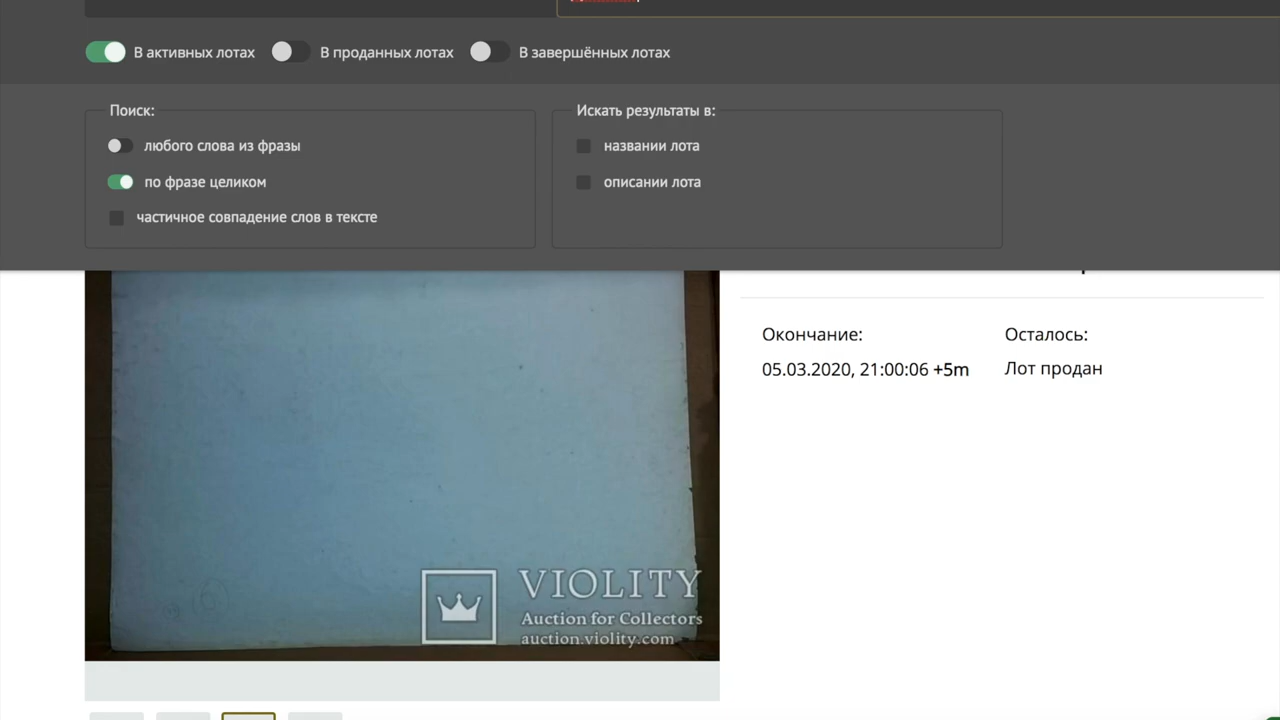 В активных лотах В проданных лотах В завершённых лотах
Поиск: Искать результаты в:
любого слова из фразы названии лота
по фразе целиком описании лота
частичное совпадение слов в тексте
Окончание: Осталось:
05.03.2020, 21:00:06 +5m Лот продан
VIOLITY
Auction for Collectors
auction.violity.com